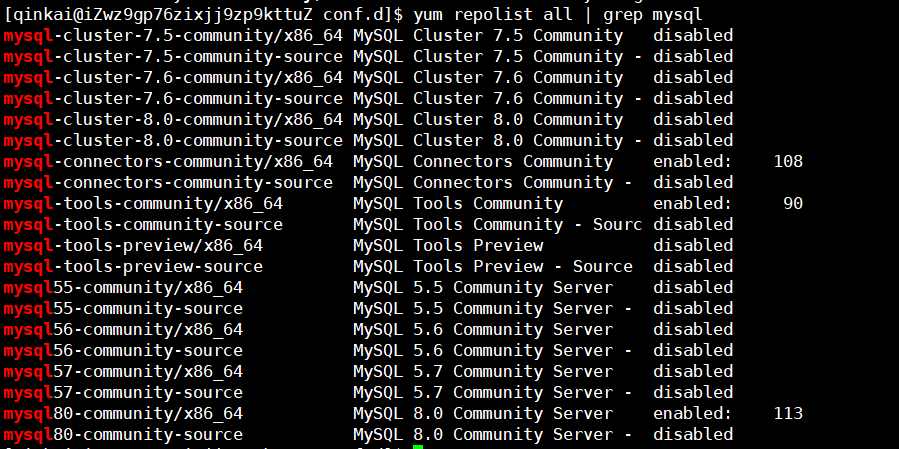 [qinkai@iZwz9gp76zixjj9zp9kttuZ conf.d]$ yum repolist all | grep mysql
mysql-cluster-7.5-community/x86_64 MySQL Cluster 7.5 Community disabled
mysql-cluster-7.5-community-source MySQL Cluster 7.5 Community - disabled
mysql-cluster-7.6-community/x86_64 MySQL Cluster 7.6 Community disabled
mysql-cluster-7.6-community-source MySQL Cluster 7.6 Community - disabled
mysql-cluster-8.0-community/x86_64 MySQL Cluster 8.0 Community disabled
mysql-cluster-8.0-community-source MySQL Cluster 8.0 Community - disabled
mysql-connectors-community/x86_64 MySQL Connectors Community enabled: 108
mysql-connectors-community-source MySQL Connectors Community - disabled
mysql-tools-community/x86_64 MySQL Tools Community enabled: 90
mysql-tools-community-source MySQL Tools Community - Sourc disabled
mysql-tools-preview/x86_64 MySQL Tools Preview disabled
mysql-tools-preview-source MySQL Tools Preview - Source disabled
mysql55-community/x86_64 MySQL 5.5 Community Server disabled
mysql55-community-source MySQL 5.5 Community Server - disabled
mysql56-community/x86_64 MySQL 5.6 Community Server disabled
mysql56-community-source MySQL 5.6 Community Server - disabled
mysql57-community/x86_64 MySQL 5.7 Community Server disabled
mysql57-community-source MySQL 5.7 Community Server - disabled
mysql80-community/x86_64 MySQL 8.0 Community Server enabled: 113
mysql80-community-source MySQL 8.0 Community Server - disabled